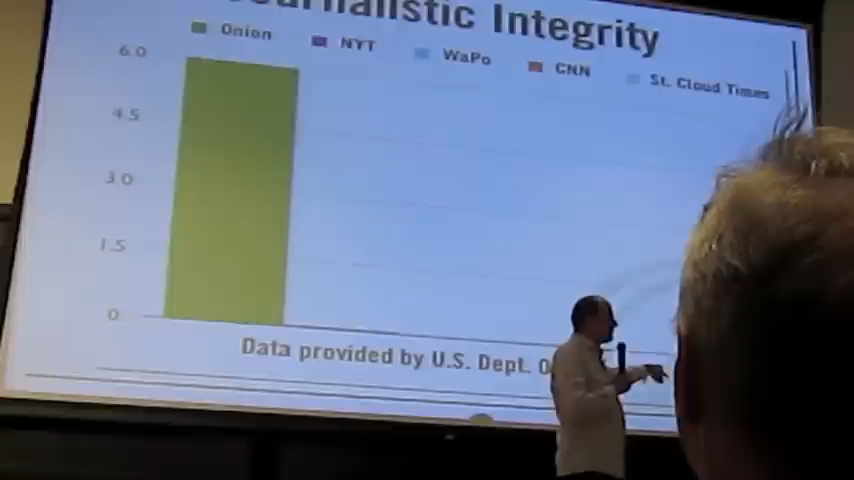 Integrity
Onion NYT WaPo CNN St. Cloud Times
6.0
4.5
3.0
1.5
0
Data provided by U.S. Dept.